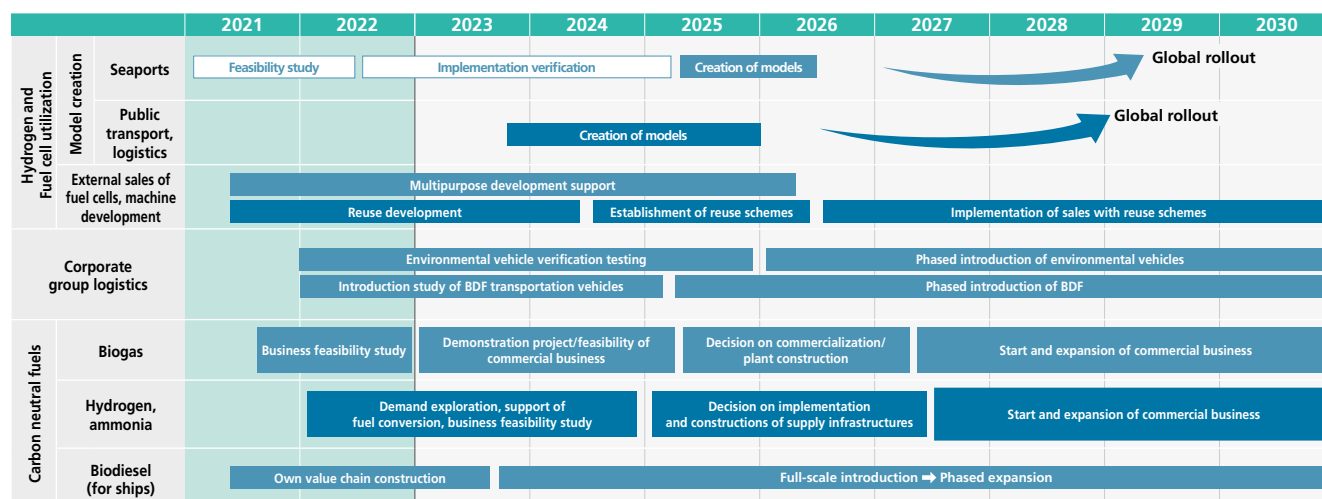 2021 2022 2023 2024 2025 2026 2027 2028 2029 2030
Hydrogen and
Fuel cell utilization
Model creation
Seaports
Feasibility study
Implementation verification
Creation of models
Global rollout
Public
transport,
logistics
Creation of models
Global rollout
External sales of
fuel cells, machine
development
Multipurpose development support
Reuse development
Establishment of reuse schemes
Implementation of sales with reuse schemes
Corporate
group logistics
Environmental vehicle verification testing
Phased introduction of environmental vehicles
Introduction study of BDF transportation vehicles
Phased introduction of BDF
Carbon neutral fuels
Biogas
Business feasibility study
Demonstration project/feasibility of
commercial business
Decision on commercialization/
plant construction
Start and expansion of commercial business
Hydrogen,
ammonia
Demand exploration, support of
fuel conversion, business feasibility study
Decision on implementation
and constructions of supply infrastructures
Start and expansion of commercial business
Biodiesel
(for ships)
Own value chain construction
Full-scale introduction ➡ Phased expansion